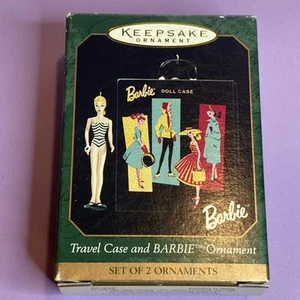 KEEPSAKE
ORNAMENT
Barbie DOLL CASE
Barbie
Travel Case and BARBIE™ Ornament
SET OF 2 ORNAMENTS